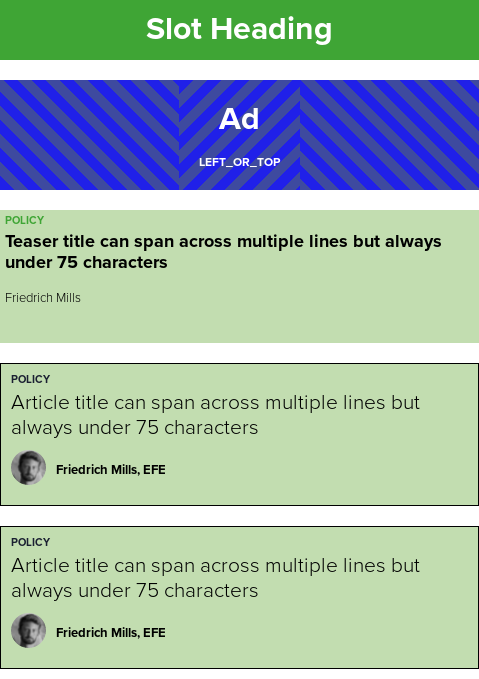 Slot Heading
Ad
LEFT_OR_TOP
POLICY
Teaser title can span across multiple lines but always
under 75 characters
Friedrich Mills
POLICY
Article title can span across multiple lines but
always under 75 characters
Friedrich Mills, EFE
POLICY
Article title can span across multiple lines but
always under 75 characters
Friedrich Mills, EFE